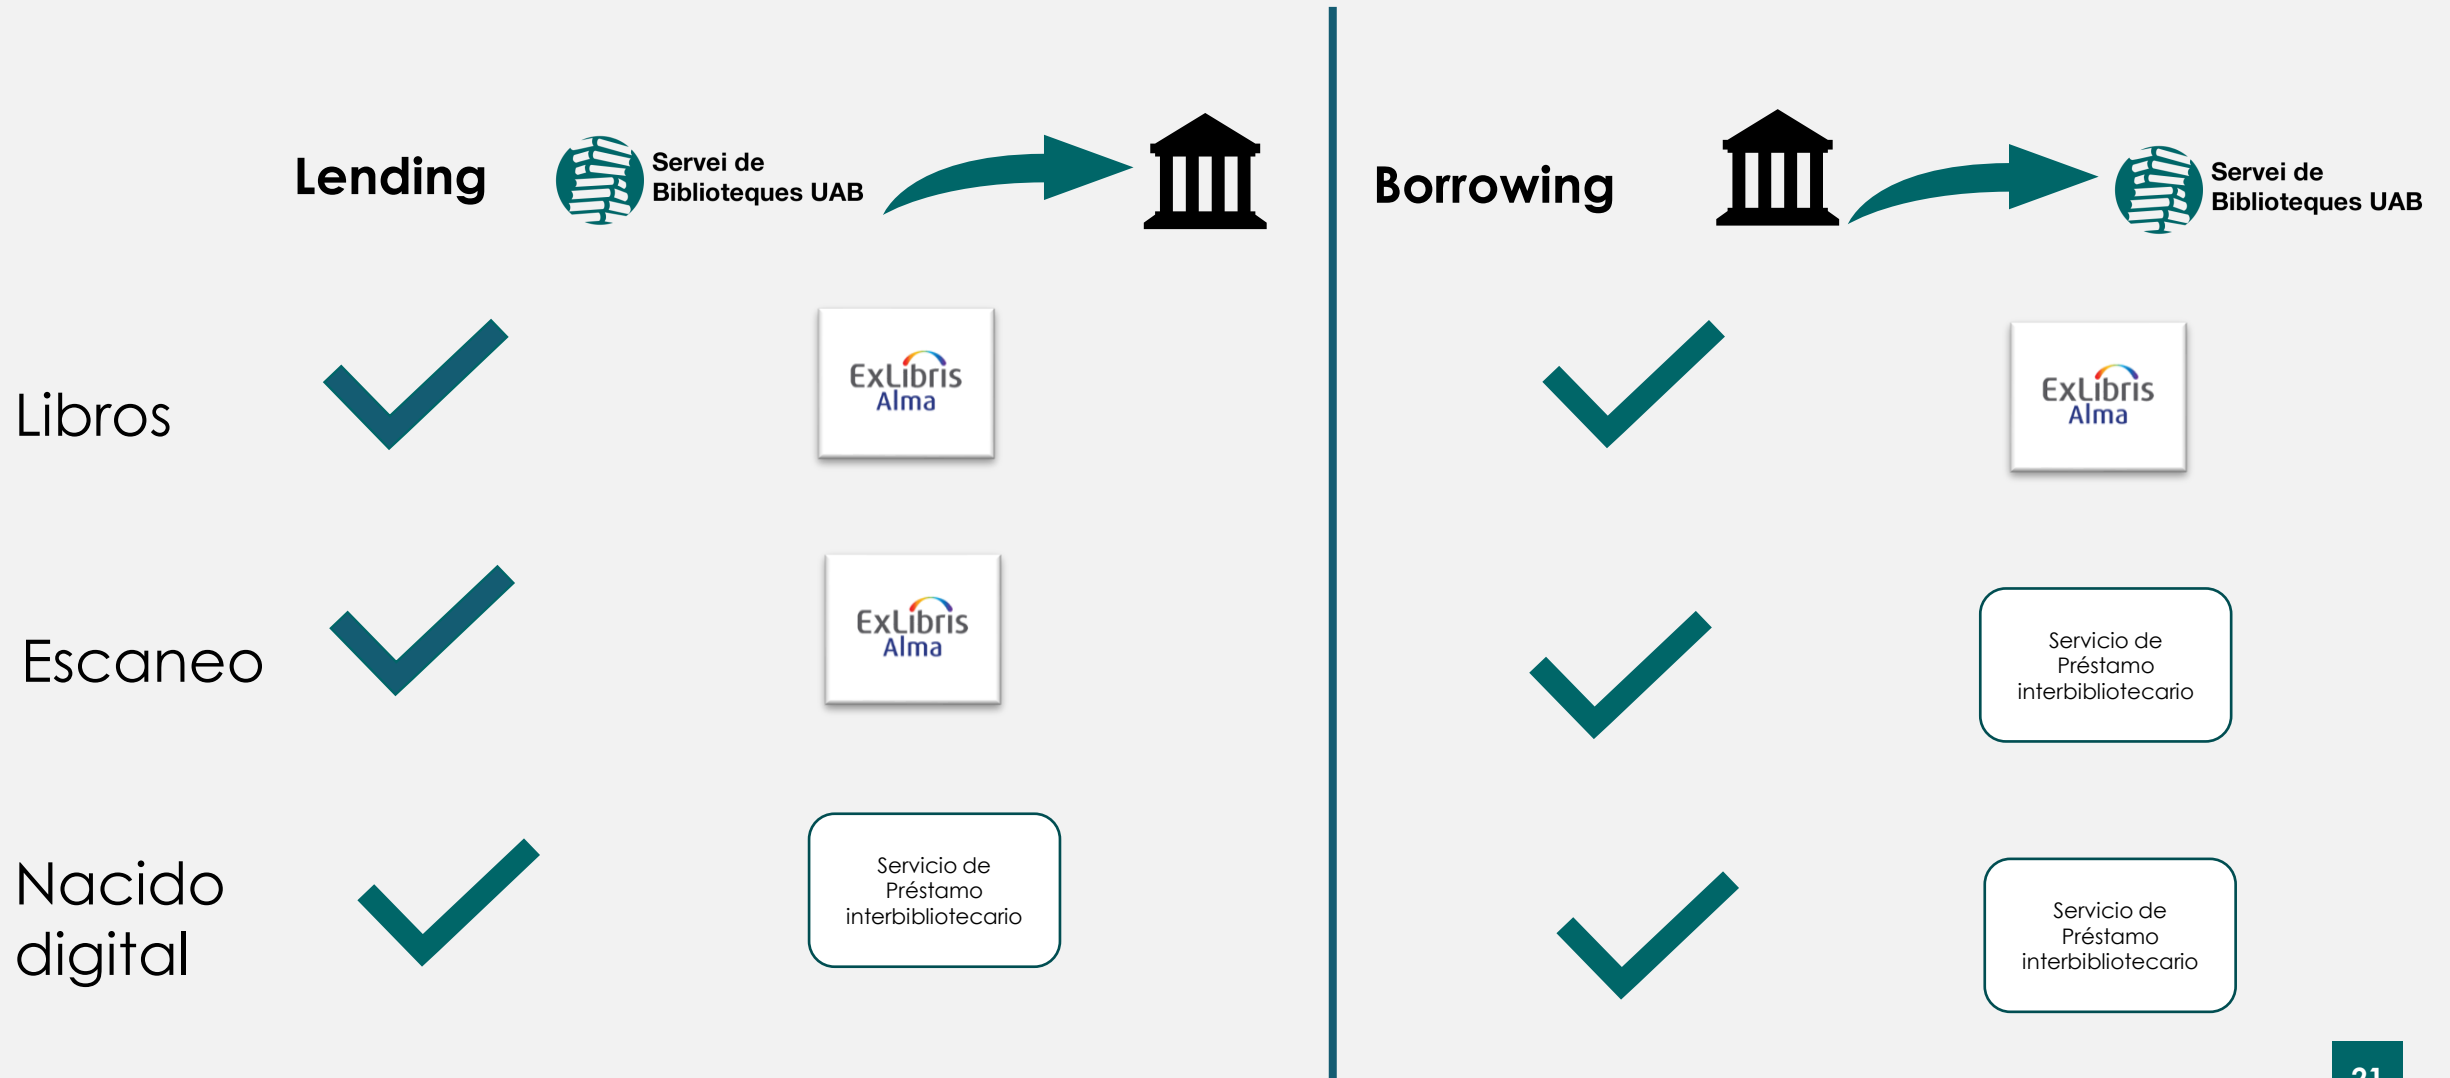 Lending
Servei de
Biblioteques UAB
Borrowing
Servei de
Biblioteques UAB
Libros
ExLibris
Alma
ExLibris
Alma
Escaneo
ExLibris
Alma
Servicio de
Préstamo
interbibliotecario
Nacido
digital
Servicio de
Préstamo
interbibliotecario
Servicio de
Préstamo
interbibliotecario
21